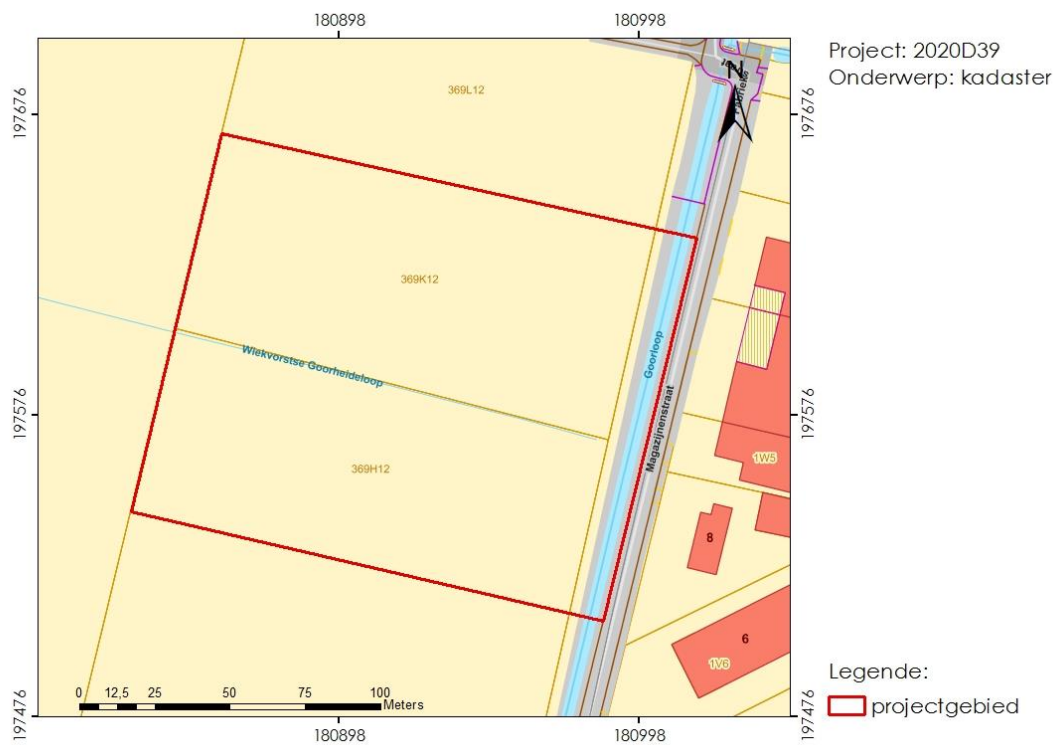 180898
180998
Project: 2020D39
Onderwerp: kadaster
197676
197676
369L12
N
369K12
Wiekvorstse Goorheideloop
Goorloop
Magazijnenstraat
197576
197576
369H12
1W5
8
6
1V6
0
12,5
25
50
75
100
Meters
Legende:
projectgebied
197476
197476
180898
180998